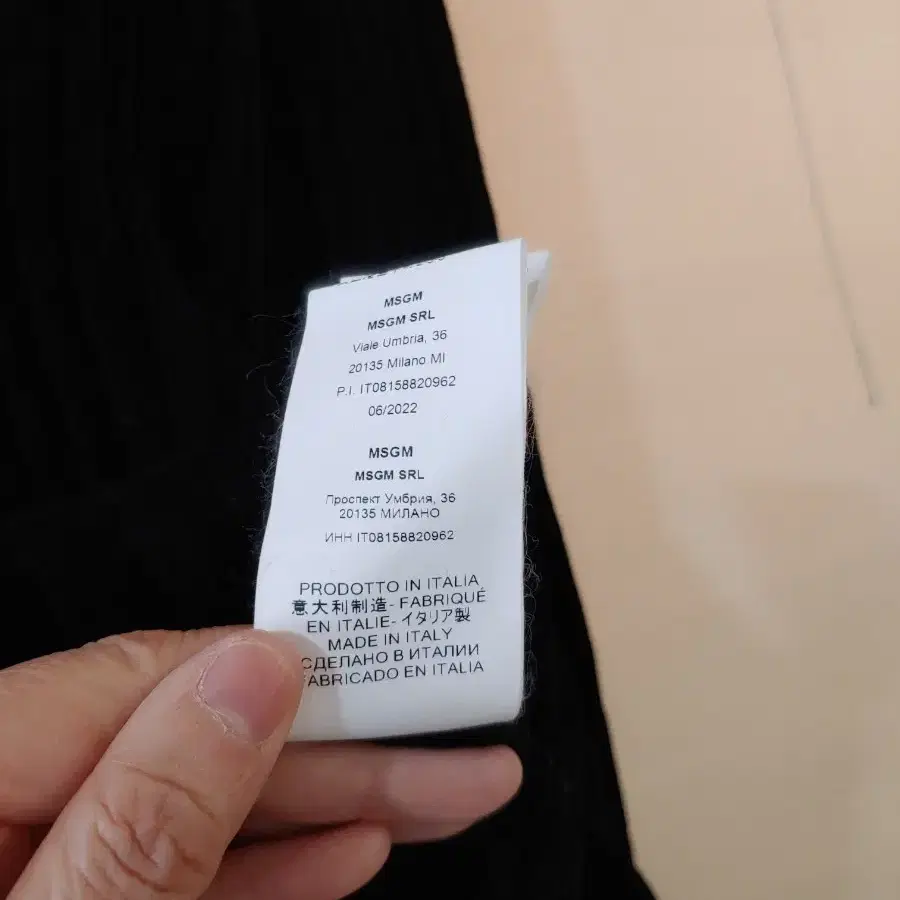 MSGM
MSGM SRL
Viale Umbria, 36
20135 Milano MI
P.I. IT08158820962
06/2022
MSGM
MSGM SRL
Проспект Умбрия, 36
20135 МИЛАНО
ИНН IT08158820962
PRODOTTO IN ITALIA
意大利制造- FABRIQUÉ
EN ITALIE- イタリア製
MADE IN ITALY
СДЕЛАНО В ИТАЛИИ
FABRICADO EN ITALIA